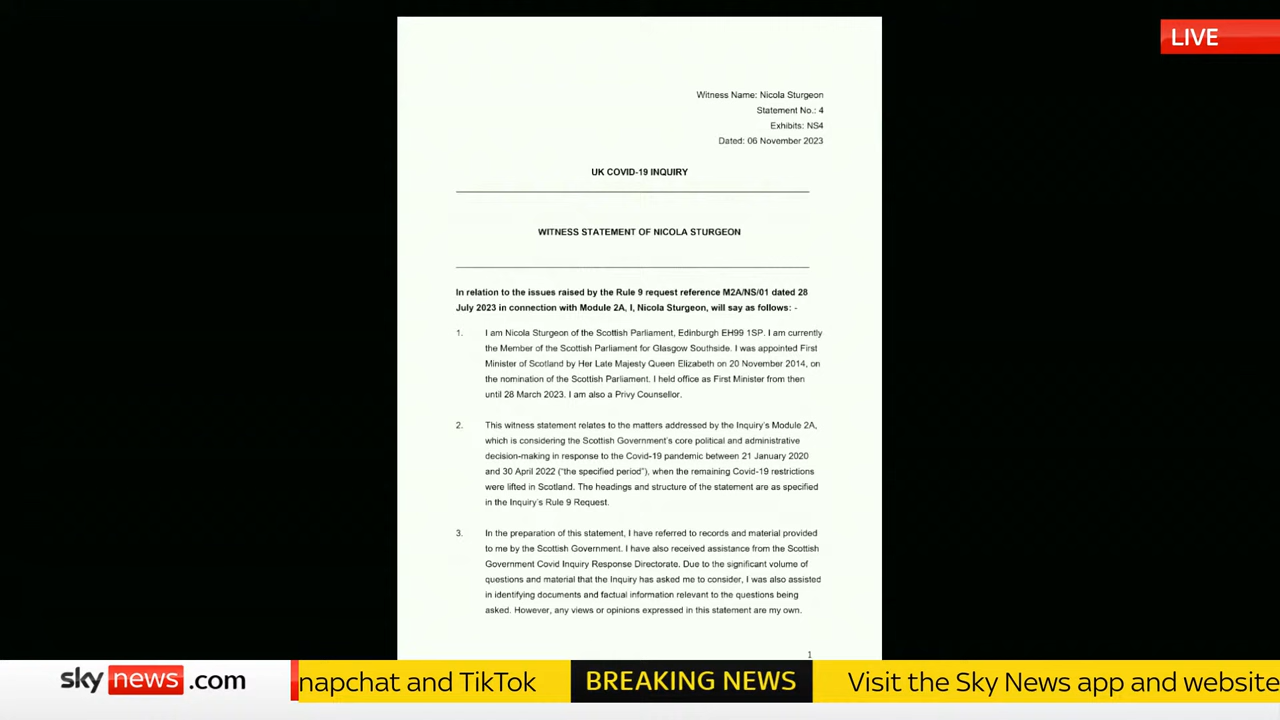 LIVE
Witness Name: Nicola Sturgeon
Statement No.: 4
Exhibits: NS4
Dated: 06 November 2023
UK COVID-19 INQUIRY
WITNESS STATEMENT OF NICOLA STURGEON
In relation to the issues raised by the Rule 9 request reference M2A/NS/01 dated 28
July 2023 in connection with Module 2A, I, Nicola Sturgeon, will say as follows: -
1. I am Nicola Sturgeon of the Scottish Parliament, Edinburgh EH99 1SP. I am currently
the Member of the Scottish Parliament for Glasgow Southside. I was appointed First
Minister of Scotland by Her Late Majesty Queen Elizabeth on 20 November 2014, on
the nomination of the Scottish Parliament. I held office as First Minister from then
until 28 March 2023. I am also a Privy Counsellor.
2. This witness statement relates to the matters addressed by the Inquiry's Module 2A,
which is considering the Scottish Government's core political and administrative
decision-making in response to the Covid-19 pandemic between 21 January 2020
and 30 April 2022 ("the specified period"), when the remaining Covid-19 restrictions
were lifted in Scotland. The headings and structure of the statement are as specified
in the Inquiry's Rule 9 Request.
3. In the preparation of this statement, I have referred to records and material provided
to me by the Scottish Government. I have also received assistance from the Scottish
Government Covid Inquiry Response Directorate. Due to the significant volume of
questions and material that the Inquiry has asked me to consider, I was also assisted
in identifying documents and factual information relevant to the questions being
asked. However, any views or opinions expressed in this statement are my own.
1
sky news.com
napchat and TikTok BREAKING NEWS Visit the Sky News app and website